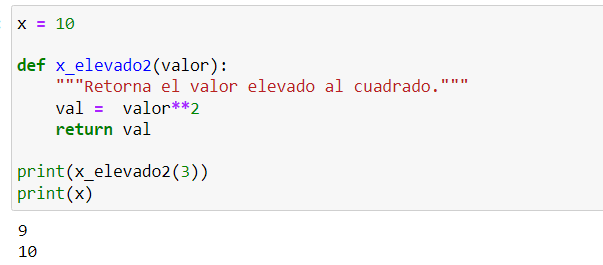 x = 10
def x_elevado2(valor):
    """Retorna el valor elevado al cuadrado."""
    val =  valor**2
    return val
print(x_elevado2(3))
print(x)
9
10